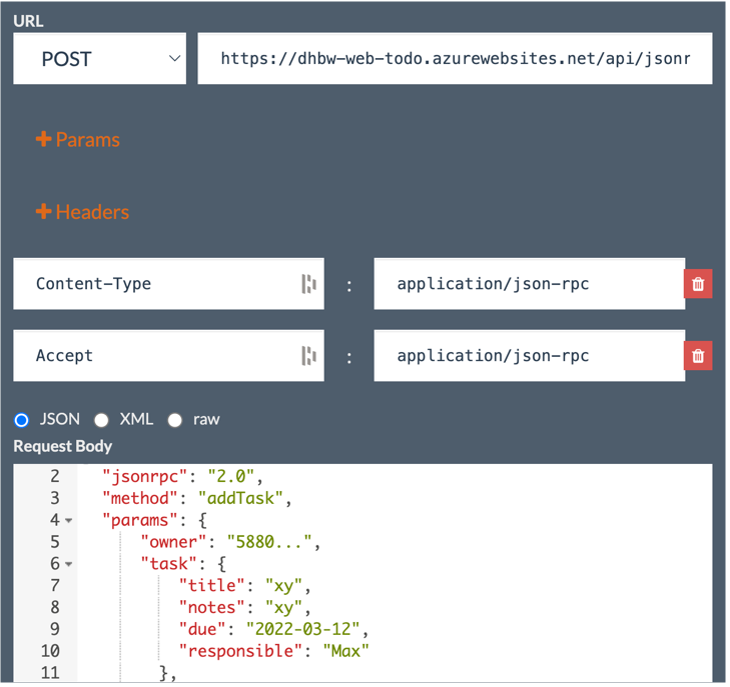 URL
POST https://dhbw-web-todo.azurewebsites.net/api/jsonr
+ Params
+ Headers
Content-Type : application/json-rpc
Accept : application/json-rpc
JSON XML raw
Request Body
2 "jsonrpc": "2.0",
3 "method": "addTask",
4 "params": {
5 "owner": "5880...",
6 "task": {
7 "title": "xy",
8 "notes": "xy",
9 "due": "2022-03-12",
10 "responsible": "Max"
11 },